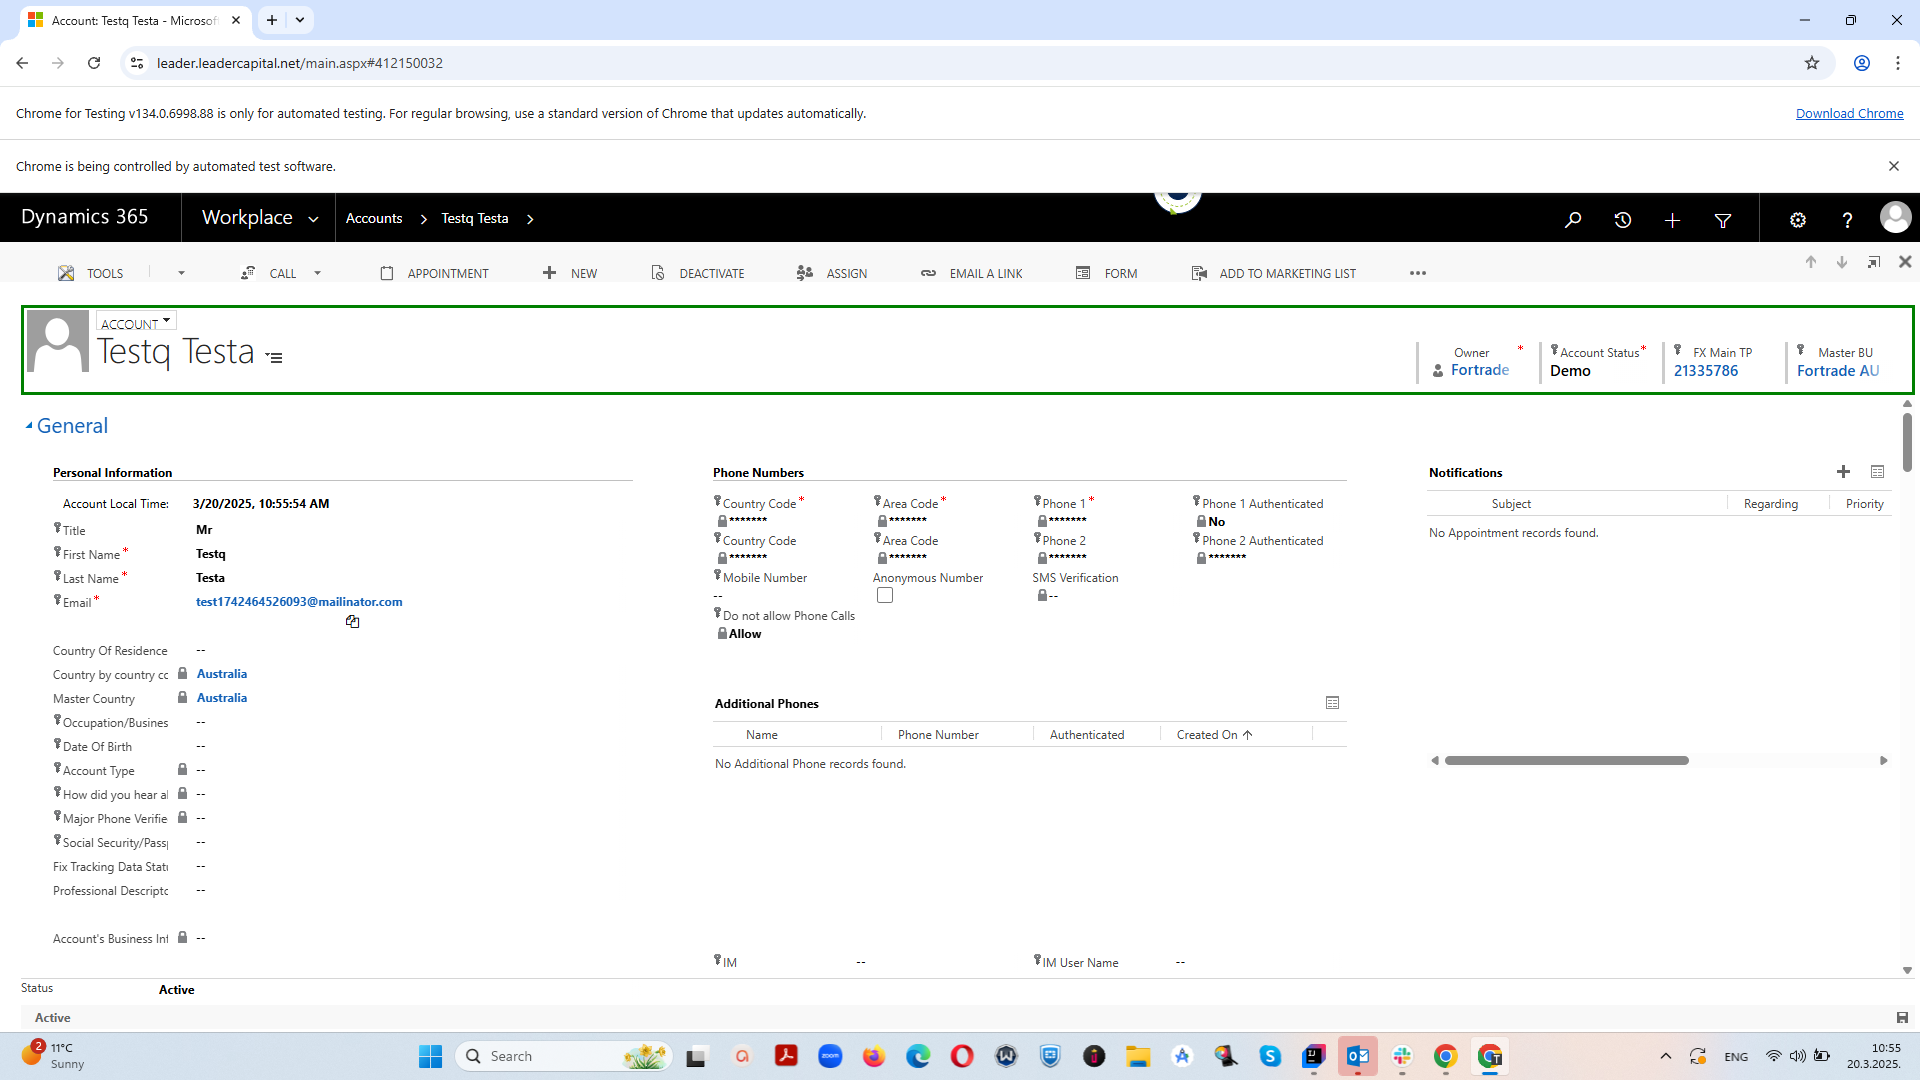 Account: Testq Testa - Microsof
leader.leadercapital.net/main.aspx#412150032
Chrome for Testing v134.0.6998.88 is only for automated testing. For regular browsing, use a standard version of Chrome that updates automatically.
Download Chrome
Chrome is being controlled by automated test software.
Dynamics 365
Workplace
Accounts
Testq Testa
TOOLS
CALL
APPOINTMENT
NEW
DEACTIVATE
ASSIGN
EMAIL A LINK
FORM
ADD TO MARKETING LIST
ACCOUNT
Testq Testa
Owner *
Fortrade
Account Status *
Demo
FX Main TP
21335786
Master BU
Fortrade AU
General
Personal Information
Account Local Time: 3/20/2025, 10:55:54 AM
Title Mr
First Name * Testq
Last Name * Testa
Email * test1742464526093@mailinator.com
Country Of Residence --
Country by country cc Australia
Master Country Australia
Occupation/Busines --
Date Of Birth --
Account Type --
How did you hear al --
Major Phone Verifie --
Social Security/Passp --
Fix Tracking Data Statu --
Professional Descripto --
Account's Business Inf --
Phone Numbers
Country Code * Area Code * Phone 1 * Phone 1 Authenticated
******* ******* ******* No
Country Code Area Code Phone 2 Phone 2 Authenticated
******* ******* ******* *******
Mobile Number Anonymous Number SMS Verification
-- --
Do not allow Phone Calls
Allow
Additional Phones
Name Phone Number Authenticated Created On
No Additional Phone records found.
IM -- IM User Name --
Notifications
Subject Regarding Priority
No Appointment records found.
Status Active
Active
2
11°C
Sunny
Search
zoom
ENG
10:55
20.3.2025.